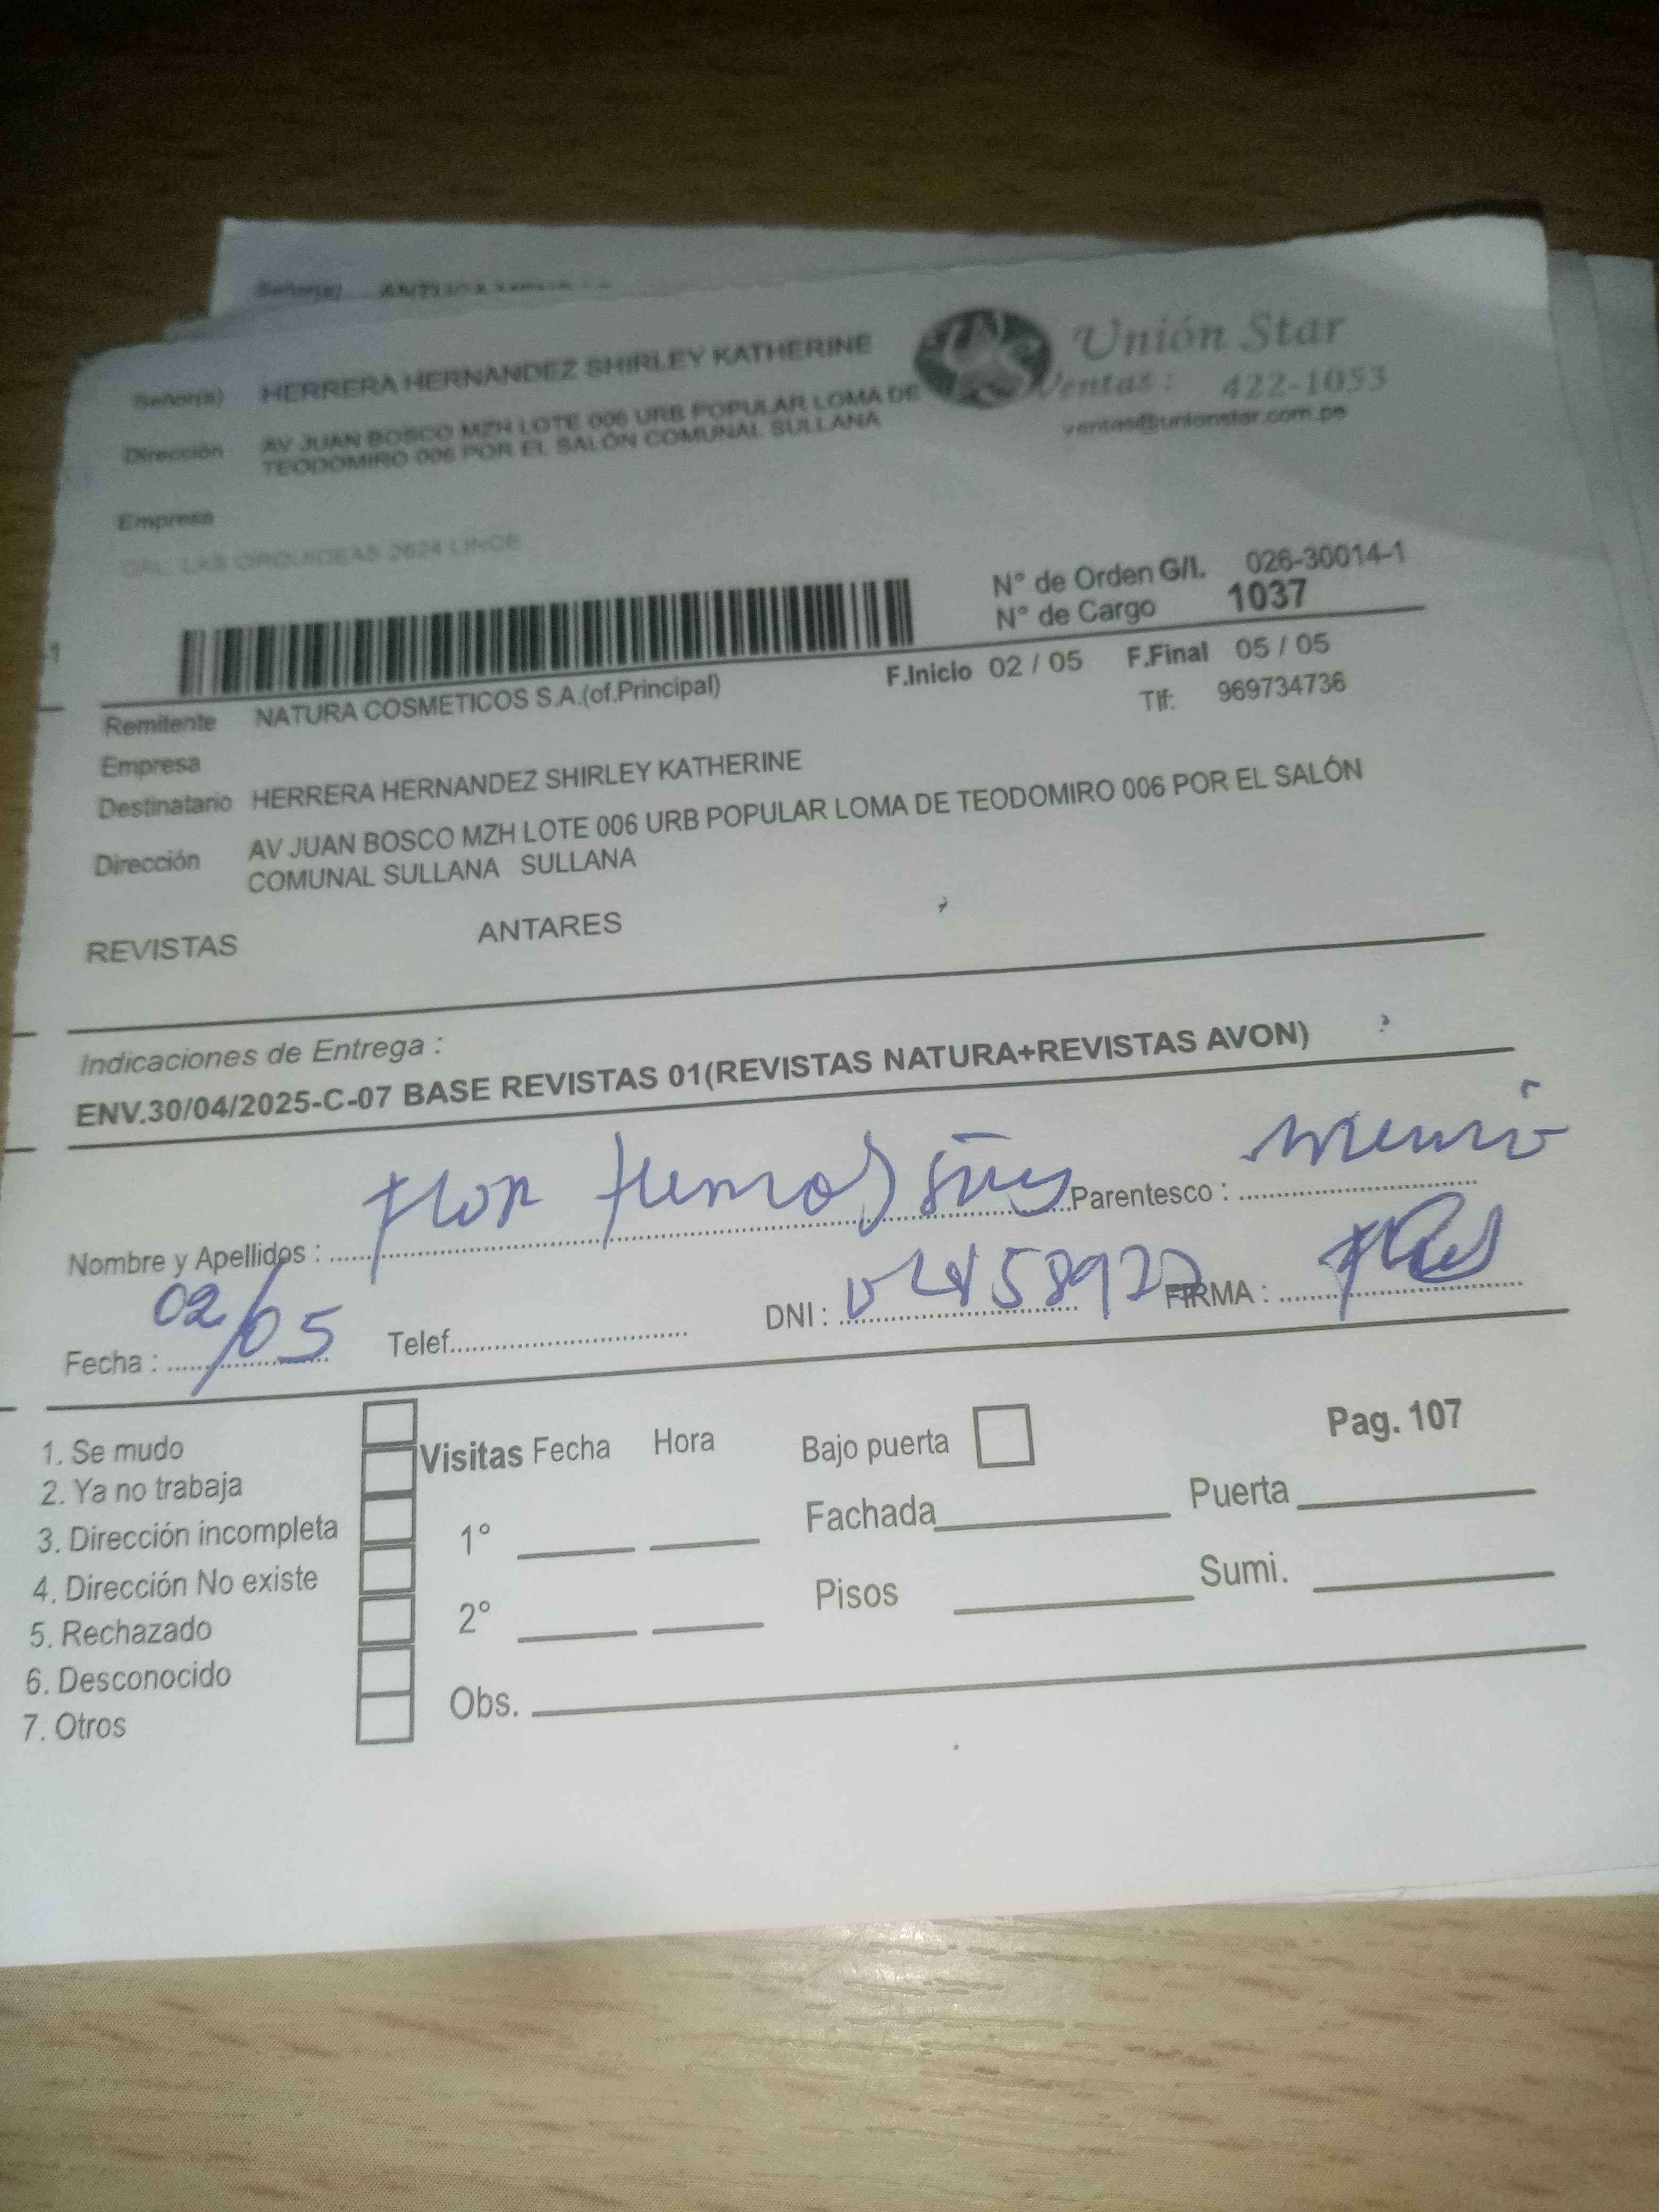 Señor(a) HERRERA HERNANDEZ SHIRLEY KATHERINE
Unión Star
Ventas : 422-1053
ventas@unionstar.com.pe
Dirección AV JUAN BOSCO MZH LOTE 006 URB POPULAR LOMA DE
TEODOMIRO 006 POR EL SALÓN COMUNAL SULLANA
Empresa
CAL. LAS ORQUIDEAS 2624 LINCE
N° de Orden G/I. 026-30014-1
N° de Cargo 1037
F.Inicio 02 / 05 F.Final 05 / 05
Remitente NATURA COSMETICOS S.A.(of.Principal)
Tlf: 969734736
Empresa
Destinatario HERRERA HERNANDEZ SHIRLEY KATHERINE
Dirección AV JUAN BOSCO MZH LOTE 006 URB POPULAR LOMA DE TEODOMIRO 006 POR EL SALÓN
COMUNAL SULLANA SULLANA
REVISTAS ANTARES
Indicaciones de Entrega :
ENV.30/04/2025-C-07 BASE REVISTAS 01(REVISTAS NATURA+REVISTAS AVON)
Nombre y Apellidos : Flor Parentesco :
Fecha : 02/05 Telef. DNI : FIRMA :
1. Se mudo
2. Ya no trabaja
3. Dirección incompleta
4. Dirección No existe
5. Rechazado
6. Desconocido
7. Otros
Visitas Fecha Hora
1°
2°
Obs.
Bajo puerta
Pag. 107
Fachada Puerta
Pisos Sumi.